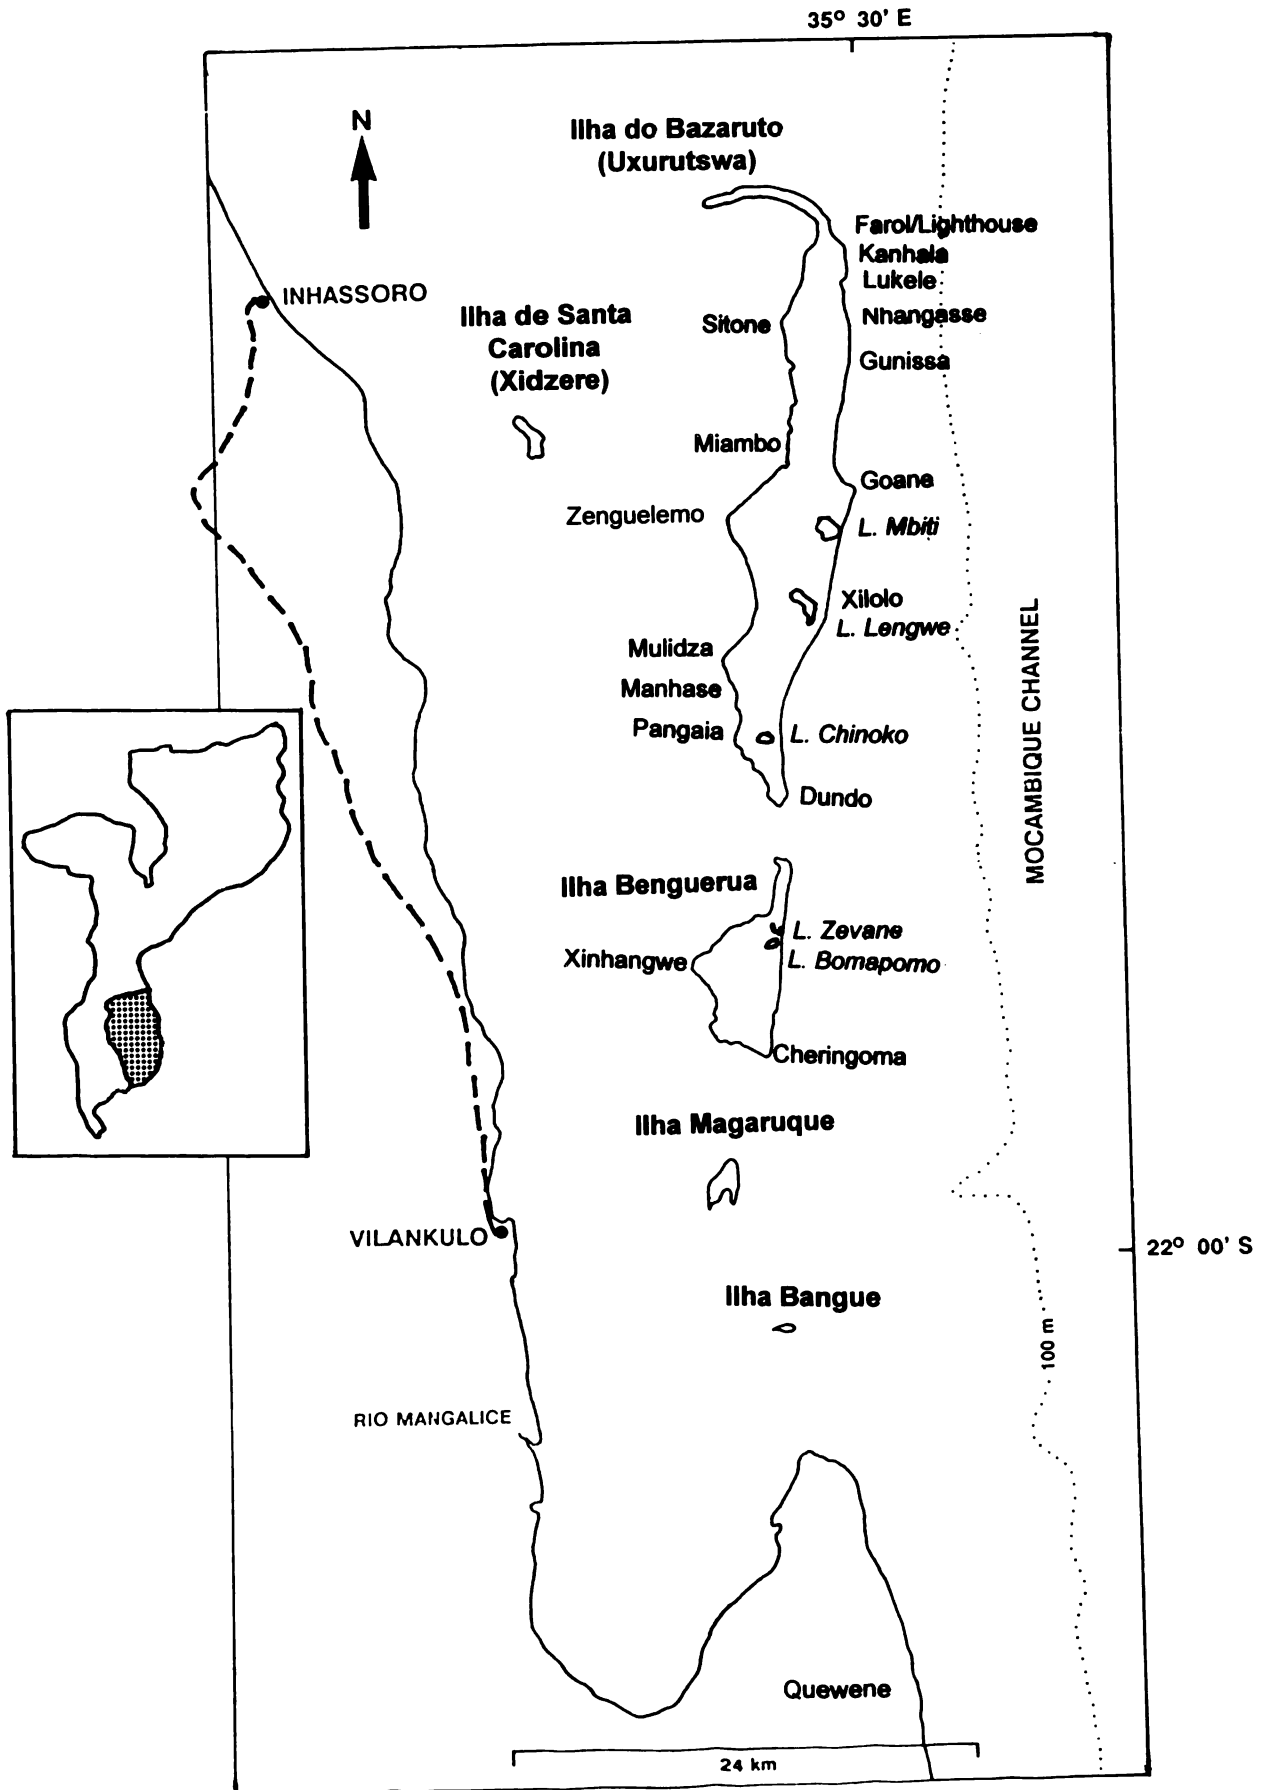 35º 30' E
N
Ilha do Bazaruto
(Uxurutswa)
Farol/Lighthouse
Kanhala
Lukele
INHASSORO
Ilha de Santa
Carolina
(Xidzere)
Sitone
Nhangasse
Gunissa
Miambo
Goane
Zenguelemo
L. Mbiti
Xilolo
L. Lengwe
Mulidza
Manhase
Pangaia
L. Chinoko
Dundo
MOCAMBIQUE CHANNEL
Ilha Benguerua
L. Zevane
Xinhangwe
L. Bomapomo
Cheringoma
Ilha Magaruque
VILANKULO
22º 00' S
Ilha Bangue
100 m
RIO MANGALICE
Quewene
24 km